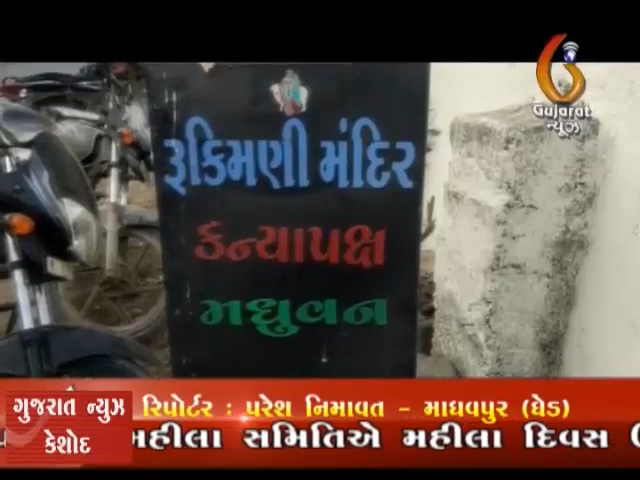 Gujarat
ન્યૂઝ
રૂકિમણી મંદિર
કન્યાપક્ષ
મધુવન
ગુજરાત ન્યુઝ
કેશોદ
રિપોર્ટર : પરેશ નિમાવત - માધવપુર (ઘેડ)
મહીલા સમિતિએ મહીલા દિવસ